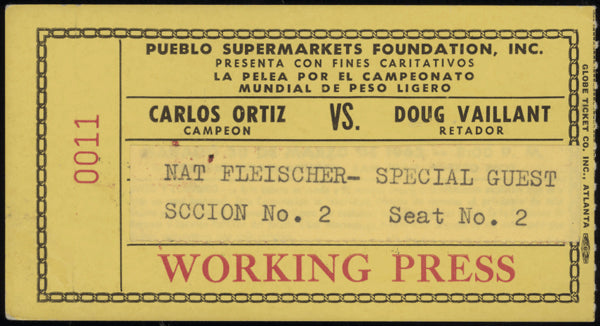 PUEBLO SUPERMARKETS FOUNDATION, INC.
PRESENTA CON FINES CARITATIVOS
LA PELEA POR EL CAMPEONATO
MUNDIAL DE PESO LIGERO
CARLOS ORTIZ VS. DOUG VAILLANT
CAMPEON RETADOR
NAT FLEISCHER- SPECIAL GUEST
SCCION No. 2 Seat No. 2
WORKING PRESS
0011
GLOBE TICKET CO. INC., ATLANTA